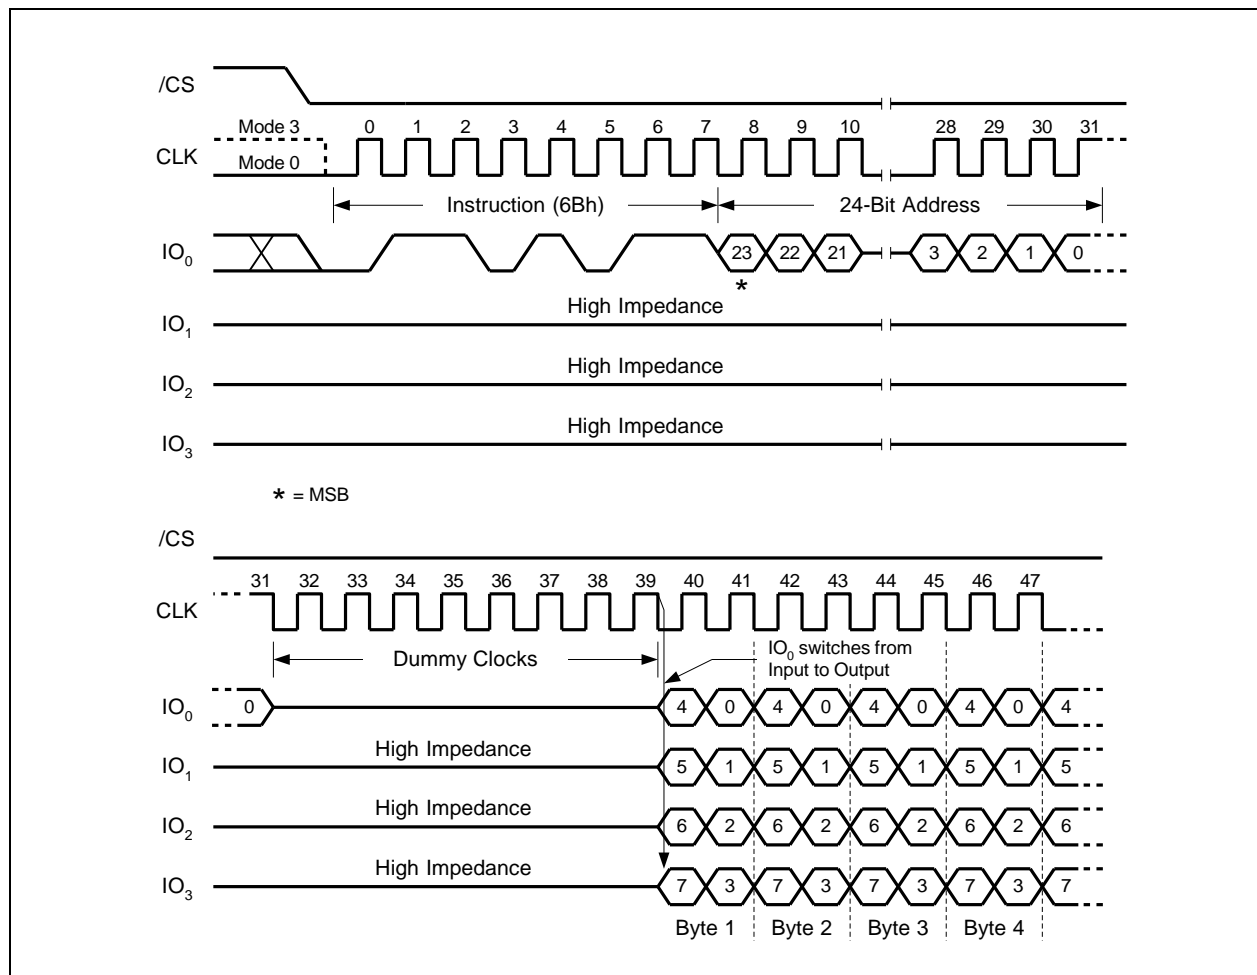 /CS
Mode 3 0 1 2 3 4 5 6 7 8 9 10 28 29 30 31
CLK
Mode 0
Instruction (6Bh) 24-Bit Address
IO0 23 22 21 3 2 1 0
*
High Impedance
IO1
High Impedance
IO2
High Impedance
IO3
* = MSB
/CS
31 32 33 34 35 36 37 38 39 40 41 42 43 44 45 46 47
CLK
Dummy Clocks
IO0 switches from
Input to Output
IO0 0 4 0 4 0 4 0 4 0 4
High Impedance
IO1 5 1 5 1 5 1 5 1 5
High Impedance
IO2 6 2 6 2 6 2 6 2 6
High Impedance
IO3 7 3 7 3 7 3 7 3 7
Byte 1 Byte 2 Byte 3 Byte 4